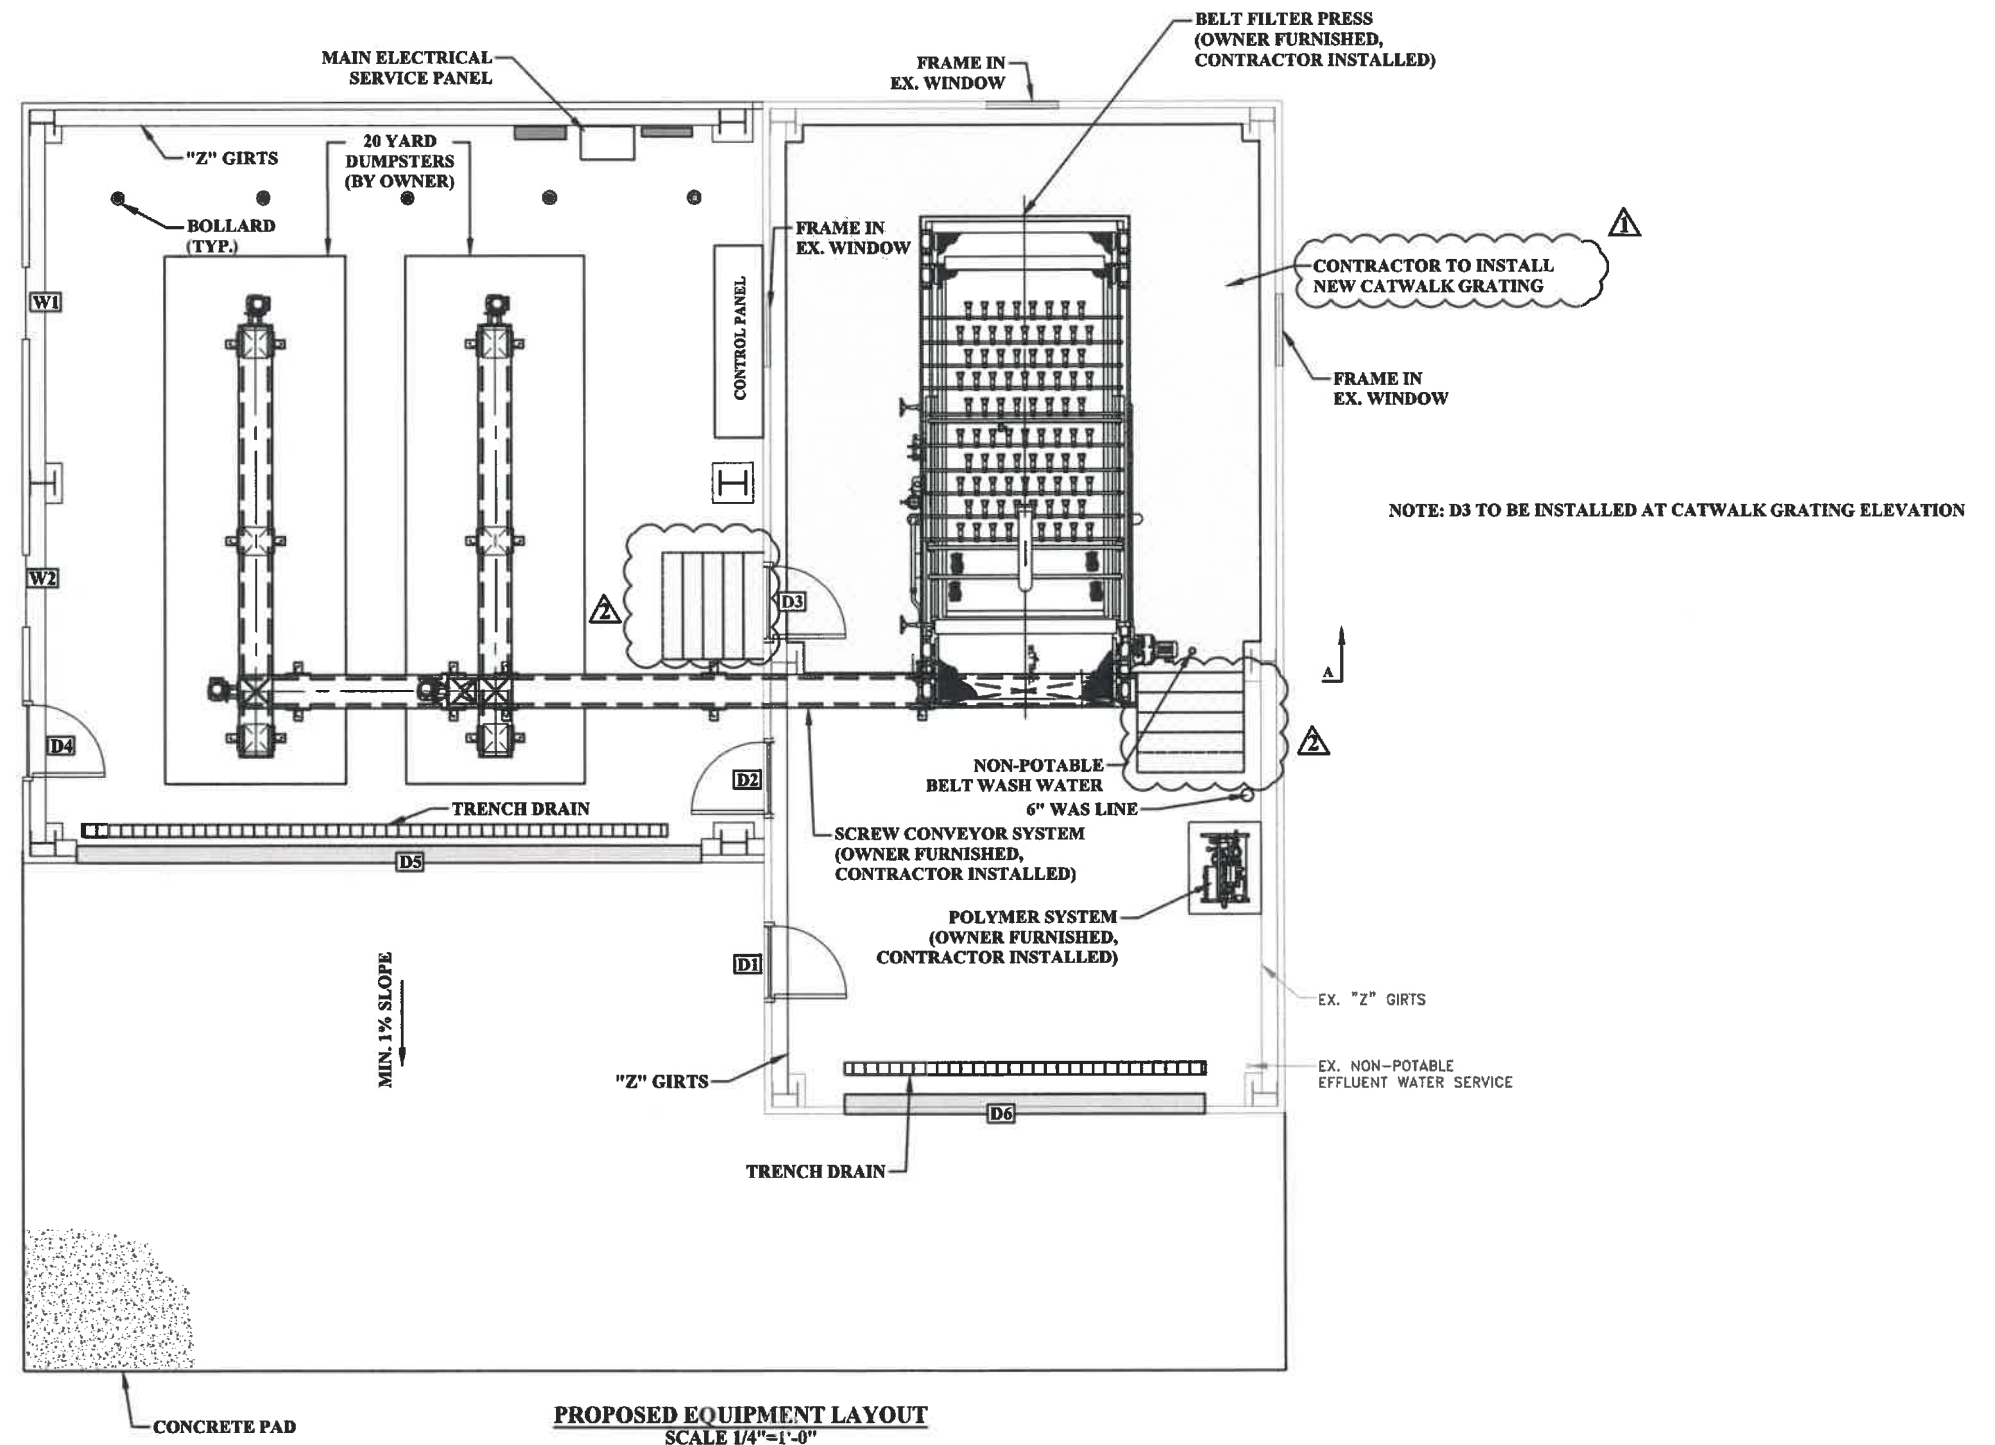 BELT FILTER PRESS
(OWNER FURNISHED,
CONTRACTOR INSTALLED)
MAIN ELECTRICAL
SERVICE PANEL
FRAME IN
EX. WINDOW
"Z" GIRTS
20 YARD
DUMPSTERS
(BY OWNER)
BOLLARD
(TYP.)
FRAME IN
EX. WINDOW
1
CONTRACTOR TO INSTALL
NEW CATWALK GRATING
W1
CONTROL PANEL
FRAME IN
EX. WINDOW
NOTE: D3 TO BE INSTALLED AT CATWALK GRATING ELEVATION
W2
2
D3
A
D4
D2
2
NON-POTABLE
BELT WASH WATER
6" WAS LINE
TRENCH DRAIN
SCREW CONVEYOR SYSTEM
(OWNER FURNISHED,
CONTRACTOR INSTALLED)
D5
POLYMER SYSTEM
(OWNER FURNISHED,
CONTRACTOR INSTALLED)
D1
MIN. 1% SLOPE
EX. "Z" GIRTS
"Z" GIRTS
EX. NON-POTABLE
EFFLUENT WATER SERVICE
D6
TRENCH DRAIN
CONCRETE PAD
PROPOSED EQUIPMENT LAYOUT
SCALE 1/4"=1'-0"